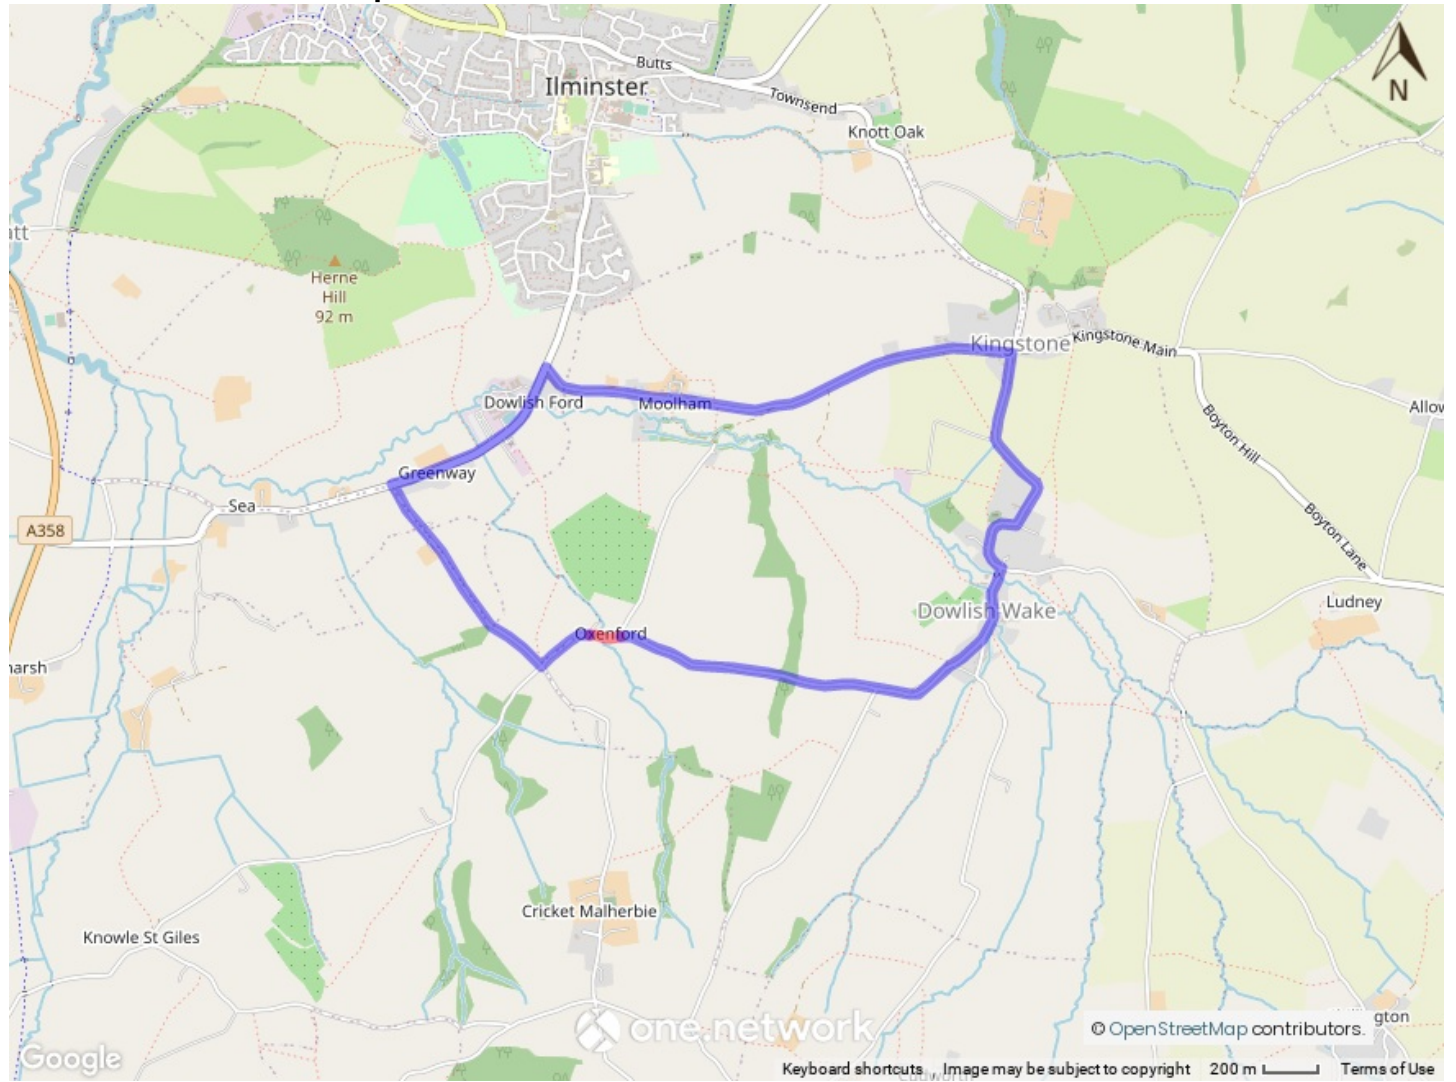 Butts
Ilminster
Townsend
Knott Oak
N
Herne
Hill
92 m
Kingstone
Kingstone Main
Dowlish Ford
Moolham
Boyton Hill
Greenway
Sea
A358
Boyton Lane
Dowlish Wake
Ludney
Oxenford
Cricket Malherbie
Knowle St Giles
one.network
© OpenStreetMap contributors.
Google
Keyboard shortcuts
Image may be subject to copyright
200 m
Terms of Use